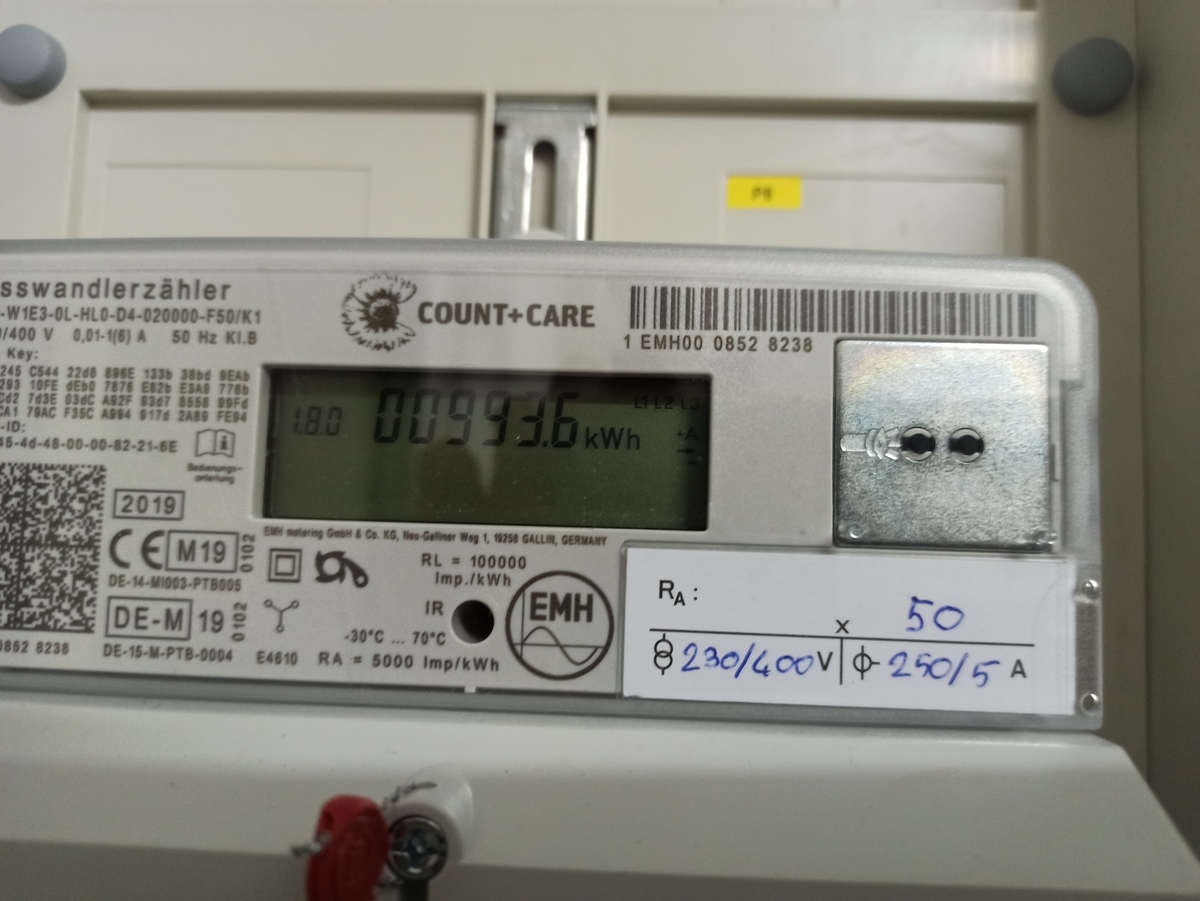 P6
sswandlerzähler
-W1E3-0L-HL0-D4-020000-F50/K1
/400 V 0,01-1(6) A 50 Hz Kl.B
Key:
COUNT+CARE
1 EMH00 0852 8238
245 C544 22d8 896E 133b 38bd 9EAb
293 10FE dEb0 7876 E82b E3A9 776b
Cd2 7d3E 03dC A92F 93d7 8558 99Fd
CA1 79AC F35C A994 917d 2A89 FE94
-ID:
45-4d-48-00-00-82-21-6E
Bedienungs-
anleitung
L1 L2 L3
1.8.0 00993.6 kWh
+A
2019
EMH metering GmbH & Co. KG, Neu-Galliner Weg 1, 19258 GALLIN, GERMANY
CE M19 0102
DE-14-MI003-PTB005
RL = 100000
Imp./kWh
DE-M 19 0102
IR
EMH
-30°C ... 70°C
0852 8238
DE-15-M-PTB-0004 E4610 RA = 5000 Imp/kWh
RA :
x 50
230/400 V 250/5 A